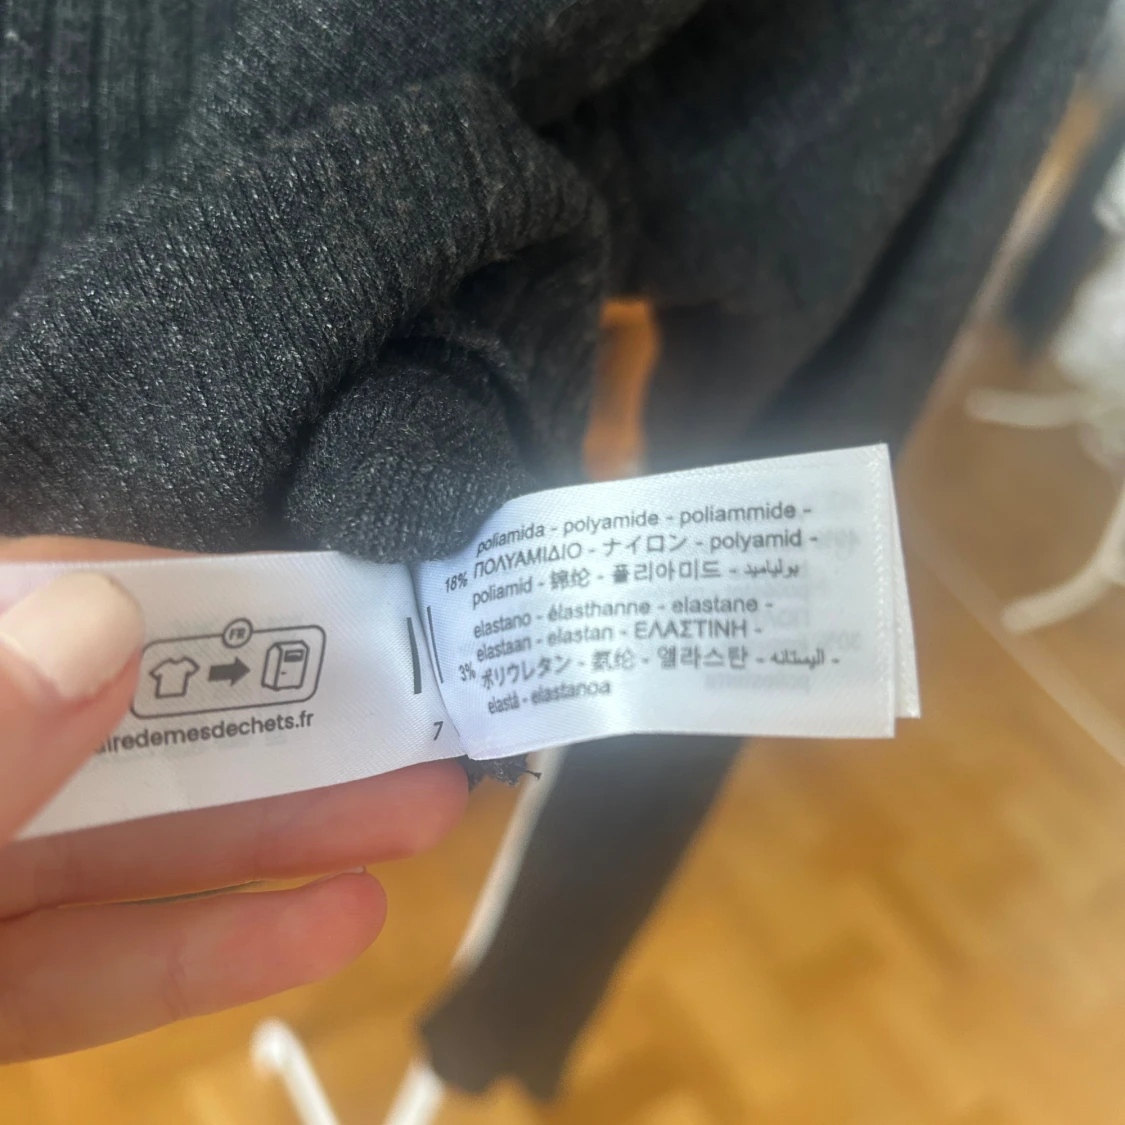 FR
airedemesdechets.fr
7
poliamida - polyamide - poliammide -
18% ΠΟΛΥΑΜΙΔΙΟ - ナイロン - polyamid -
poliamid - 锦纶 - 폴리아미드 - بولياميد
elastano - élasthanne - elastane -
elastaan - elastan - ΕΛΑΣΤΙΝΗ -
3% ポリウレタン - 氨纶 - 엘라스탄 - اليستانه -
elastà - elastanoa